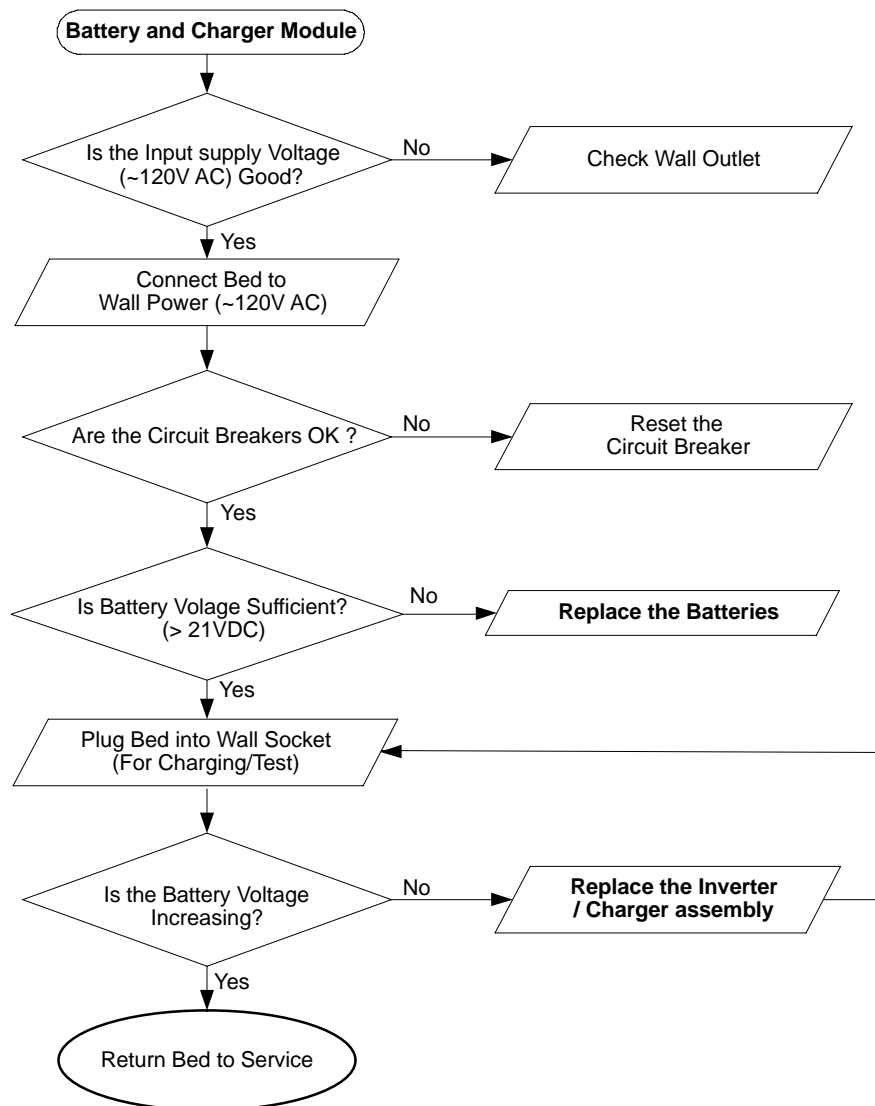 Battery and Charger Module
Is the Input supply Voltage
(~120V AC) Good?
No
Check Wall Outlet
Yes
Connect Bed to
Wall Power (~120V AC)
Are the Circuit Breakers OK ?
No
Reset the
Circuit Breaker
Yes
Is Battery Volage Sufficient?
(> 21VDC)
No
Replace the Batteries
Yes
Plug Bed into Wall Socket
(For Charging/Test)
Is the Battery Voltage
Increasing?
No
Replace the Inverter
/ Charger assembly
Yes
Return Bed to Service